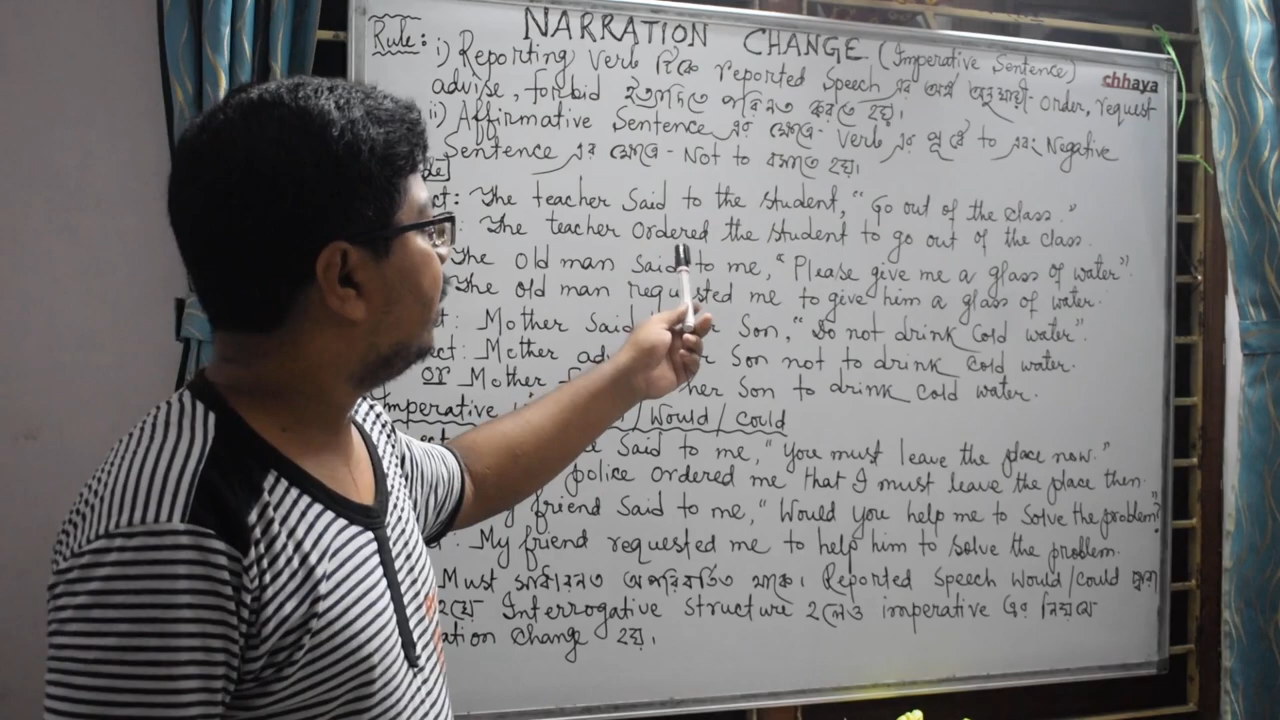 NARRATION CHANGE (Imperative Sentence)
chhaya
Rule: i) Reporting verb কে reported Speech এর অর্থ অনুযায়ী- order, request
advise, forbid ইত্যাদিতে পরিনত করতে হয়।
ii) Affirmative Sentence এর ক্ষেত্রে- verb এর পূর্বে to এবং Negative
Sentence এর ক্ষেত্রে- Not to বসাতে হয়।
ct: The teacher Said to the student, "Go out of the class."
: The teacher ordered the student to go out of the class.
The old man Said to me, "Please give me a glass of water".
The old man requested me to give him a glass of water.
t: Mother Said Son, "Do not drink Cold water".
ect: Mother adv Son not to drink Cold water.
or Mother her Son to drink Cold water.
Imperative /Would/Could
Said to me, "You must leave the place now."
police ordered me that I must leave the place then.
friend Said to me, "Would you help me to Solve the problem?"
: My friend requested me to help him to solve the problem.
Must সাধারনত অপরিবর্তিত থাকে। Reported Speech Would/Could দ্বারা
হয়ে Interrogative Structure হলেও imperative এর নিয়মে
ation Change হয়।